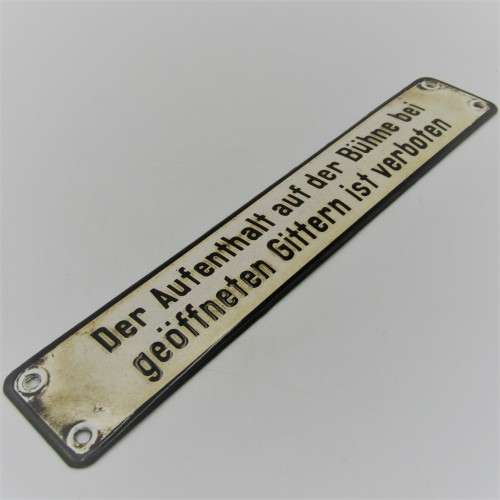 Der Aufenthalt auf der Bühne bei
geöffneten Gittern ist verboten